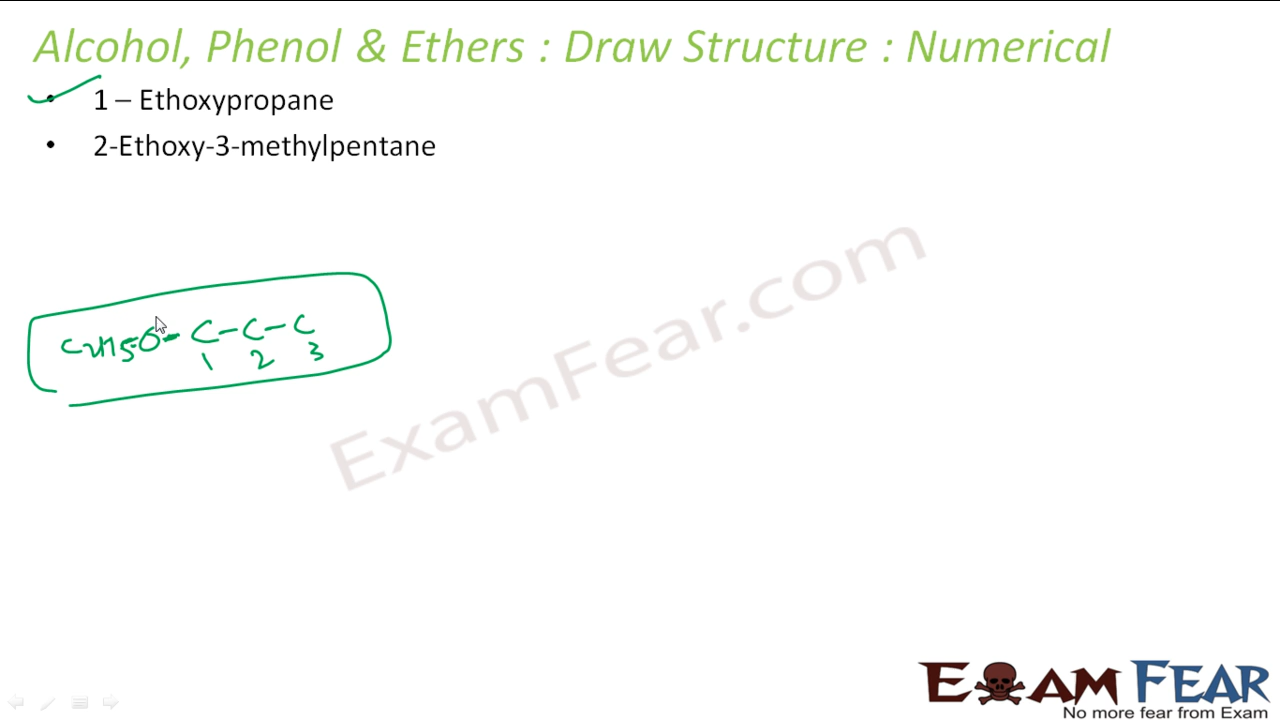 Alcohol, Phenol & Ethers : Draw Structure : Numerical
• 1 – Ethoxypropane
• 2-Ethoxy-3-methylpentane
C2H5-O-C-C-C
1 2 3
ExamFear.com
EXAM FEAR
No more fear from Exam